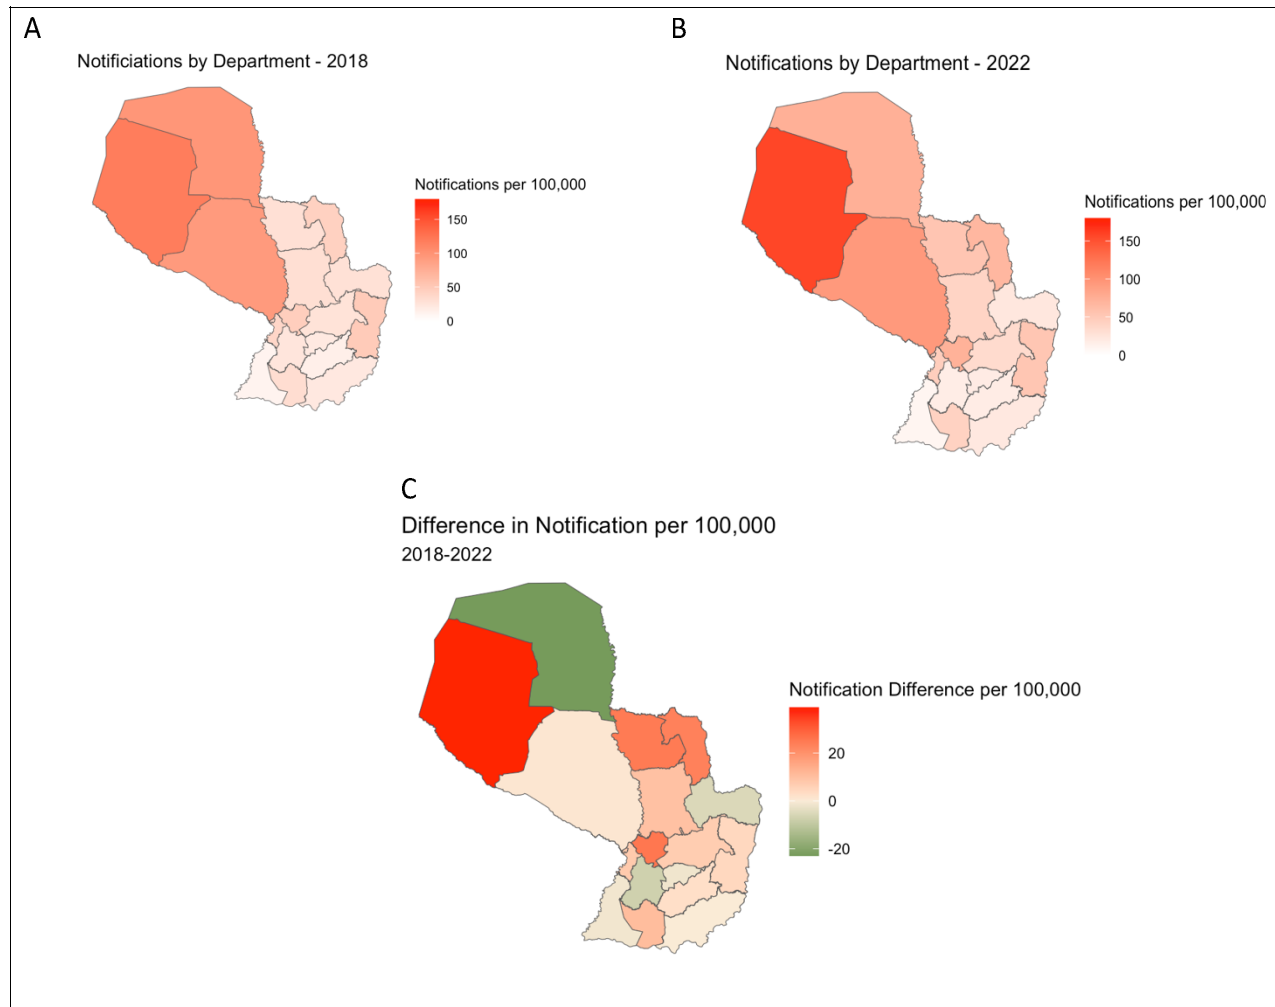 A
Notificiations by Department - 2018
Notifications per 100,000
150
100
50
0
B
Notifications by Department - 2022
Notifications per 100,000
150
100
50
0
C
Difference in Notification per 100,000
2018-2022
Notification Difference per 100,000
20
0
-20